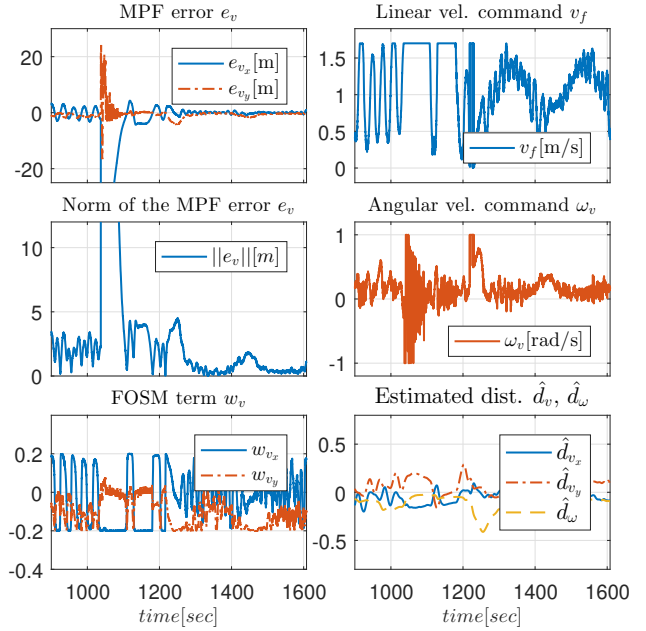 MPF error e_v
20
0
-20
e_{v_x}[m]
e_{v_y}[m]
Linear vel. command v_f
1.5
1
0.5
0
v_f[m/s]
Norm of the MPF error e_v
10
5
0
||e_v||[m]
Angular vel. command ω_v
1
0
-1
ω_v[rad/s]
FOSM term w_v
0.2
0
-0.2
-0.4
w_{v_x}
w_{v_y}
1000 1200 1400 1600
time[sec]
Estimated dist. d̂_v, d̂_ω
0.5
0
-0.5
d̂_{v_x}
d̂_{v_y}
d̂_ω
1000 1200 1400 1600
time[sec]